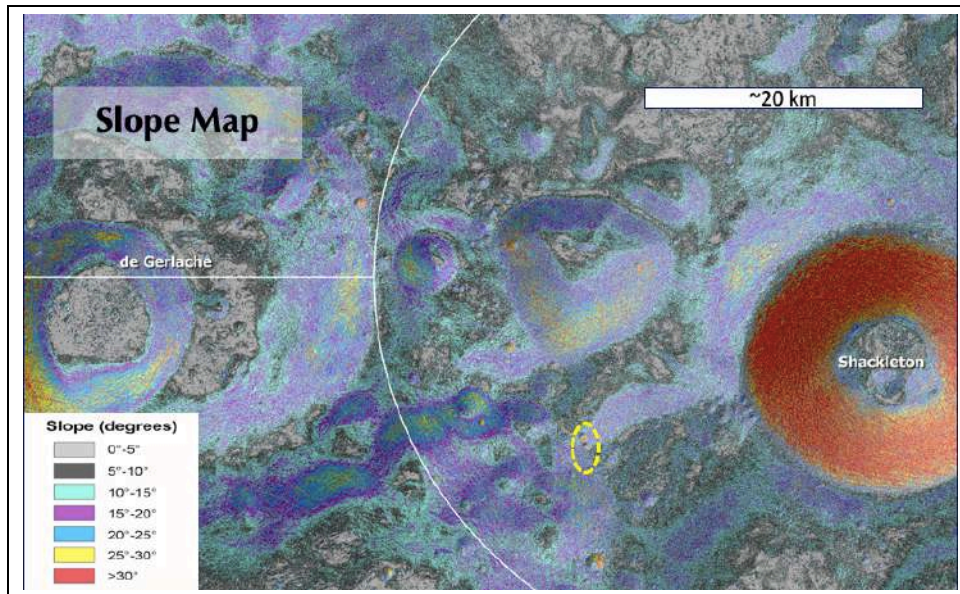 Slope Map
~20 km
de Gerlache
Shackleton
Slope (degrees)
0°-5°
5°-10°
10°-15°
15°-20°
20°-25°
25°-30°
>30°